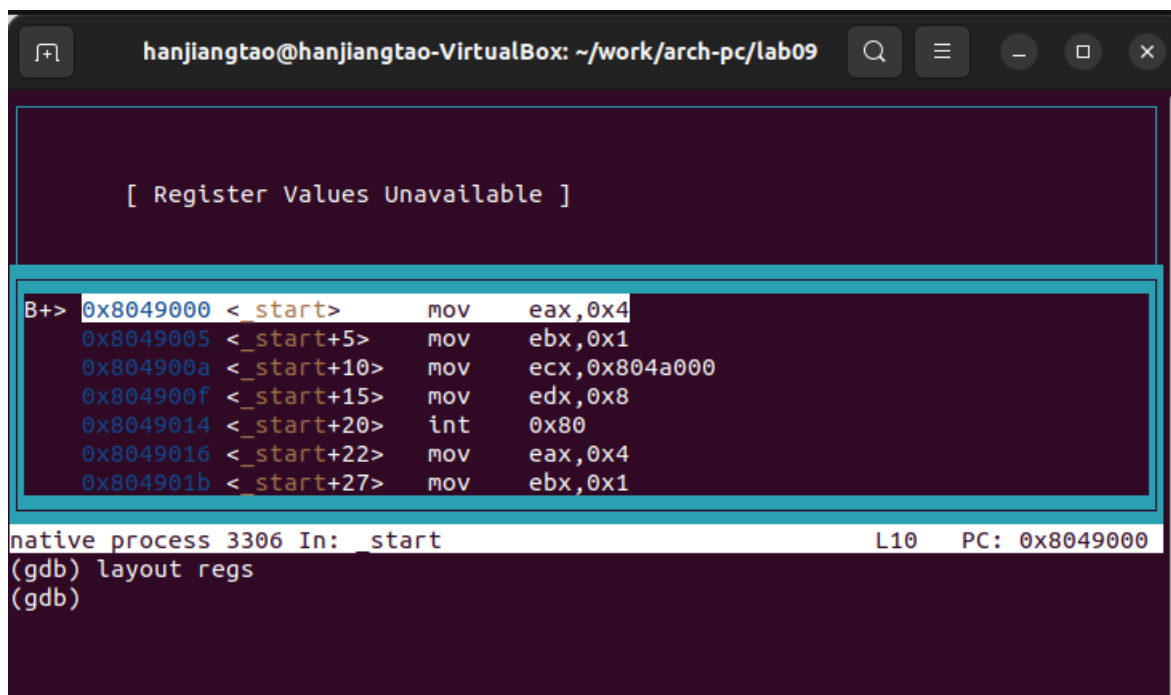 hanjiangtao@hanjiangtao-VirtualBox: ~/work/arch-pc/lab09
[ Register Values Unavailable ]
B+> 0x8049000 <_start>      mov    eax,0x4
    0x8049005 <_start+5>    mov    ebx,0x1
    0x804900a <_start+10>   mov    ecx,0x804a000
    0x804900f <_start+15>   mov    edx,0x8
    0x8049014 <_start+20>   int    0x80
    0x8049016 <_start+22>   mov    eax,0x4
    0x804901b <_start+27>   mov    ebx,0x1
native process 3306 In: _start                L10   PC: 0x8049000
(gdb) layout regs
(gdb)